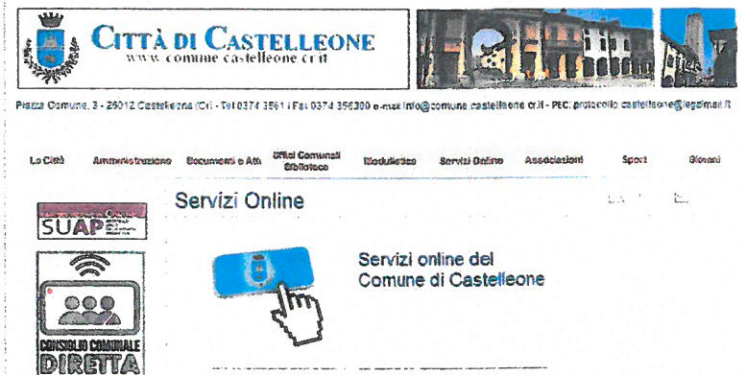 CITTÀ DI CASTELLEONE
www.comune.castelleone.cr.it
Piazza Comune, 3 - 26012 Castelleone (Cr) - Tel 0374 3561 | Fax 0374 356300 e-mail info@comune.castelleone.cr.it - PEC: protocollo.castelleone@legalmail.it
La Città Amministrazione Documenti e Atti Uffici Comunali Biblioteca Modulistica Servizi Online Associazioni Sport Giovani
Servizi Online
SUAP
Servizi online del
Comune di Castelleone
CONSIGLIO COMUNALE
DIRETTA